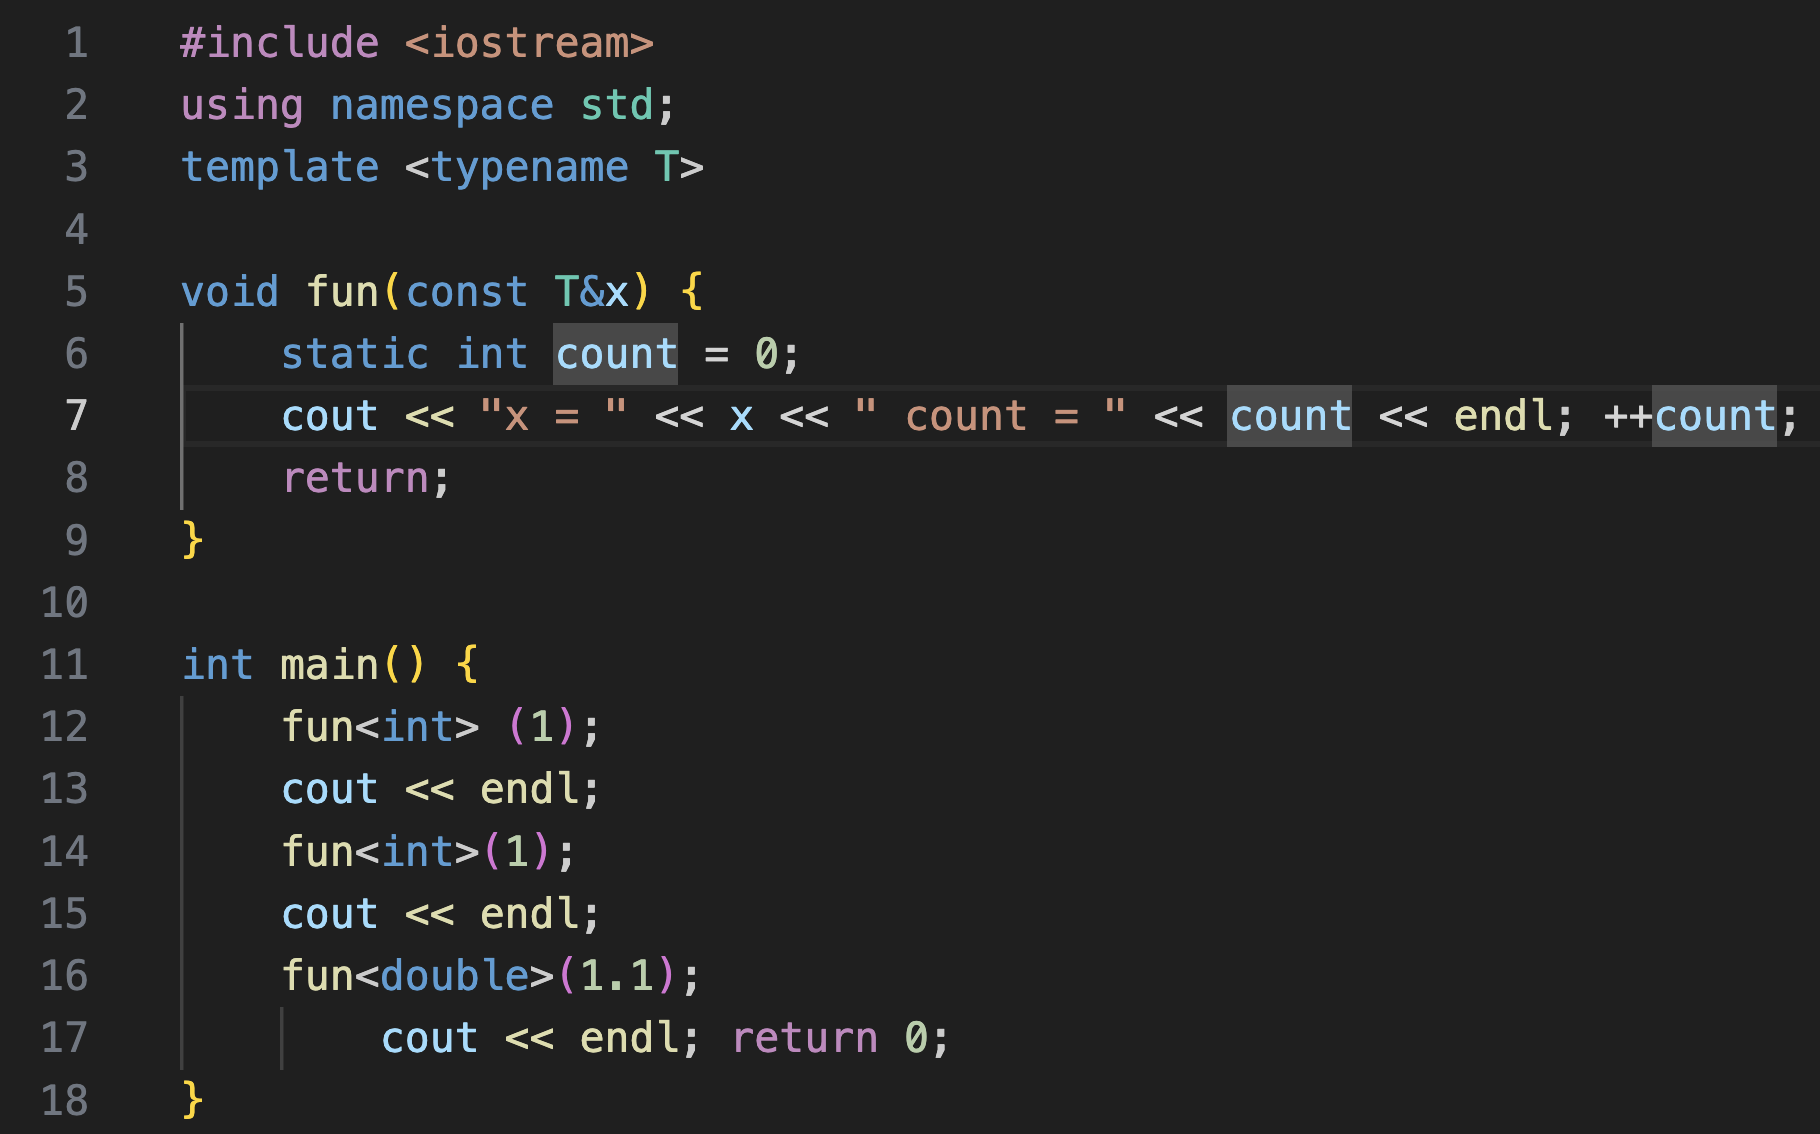 1 #include <iostream>
2 using namespace std;
3 template <typename T>
4
5 void fun(const T&x) {
6     static int count = 0;
7     cout << "x = " << x << " count = " << count << endl; ++count;
8     return;
9 }
10
11 int main() {
12     fun<int> (1);
13     cout << endl;
14     fun<int>(1);
15     cout << endl;
16     fun<double>(1.1);
17         cout << endl; return 0;
18 }